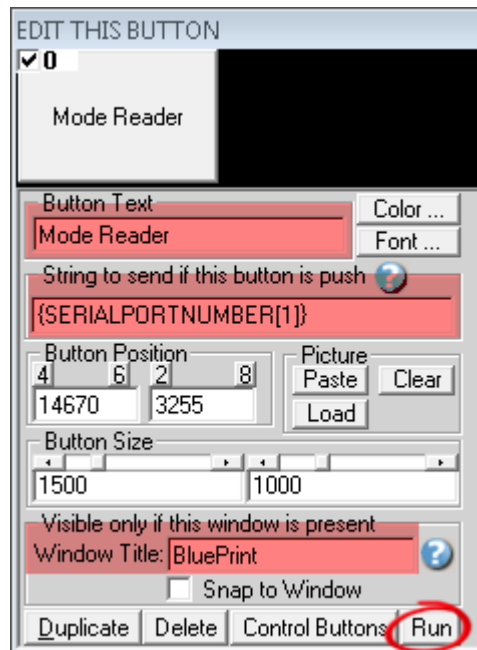 EDIT THIS BUTTON
0
Mode Reader
Button Text
Color ...
Mode Reader
Font ...
String to send if this button is push ?
{SERIALPORTNUMBER[1]}
Button Position
Picture
4 6 2 8
Paste Clear
14670 3255
Load
Button Size
1500 1000
Visible only if this window is present
Window Title: BluePrint ?
Snap to Window
Duplicate Delete Control Buttons Run